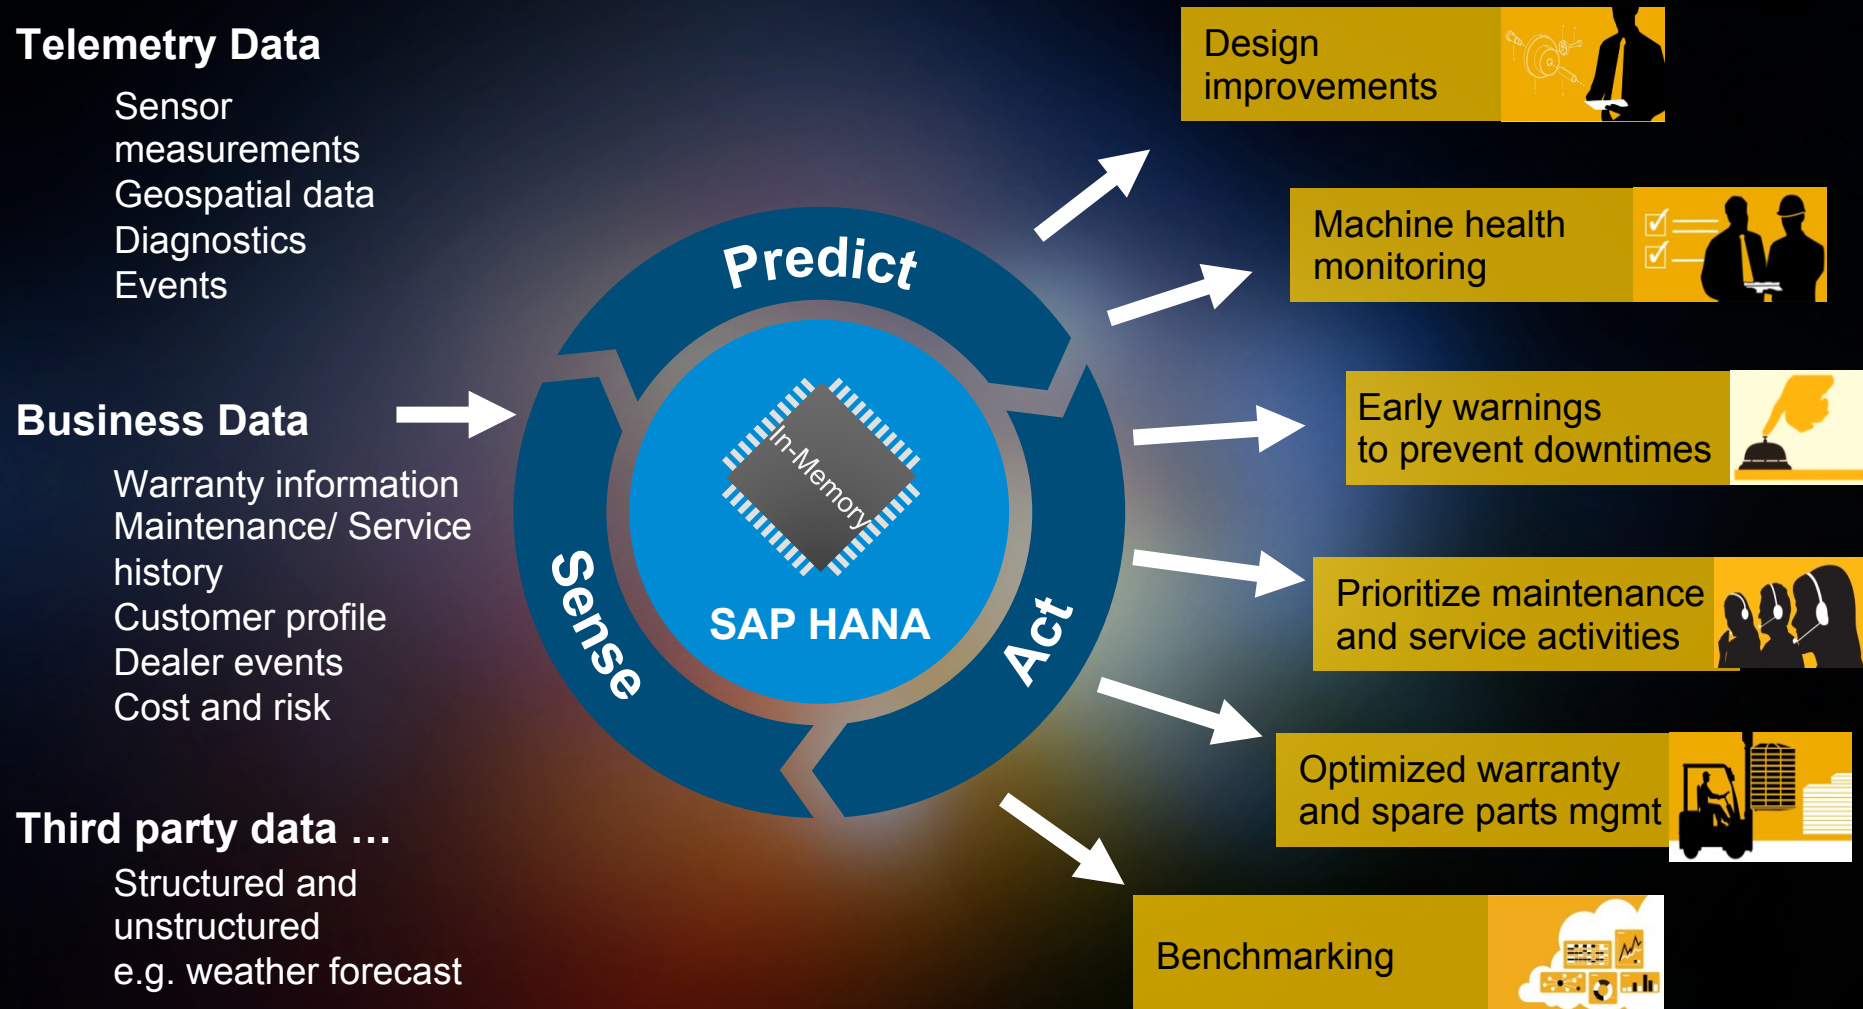 Telemetry Data
Sensor
measurements
Geospatial data
Diagnostics
Events
Business Data
Warranty information
Maintenance/ Service
history
Customer profile
Dealer events
Cost and risk
Third party data …
Structured and
unstructured
e.g. weather forecast
Predict
Sense
Act
In-Memory
SAP HANA
Design
improvements
Machine health
monitoring
Early warnings
to prevent downtimes
Prioritize maintenance
and service activities
Optimized warranty
and spare parts mgmt
Benchmarking